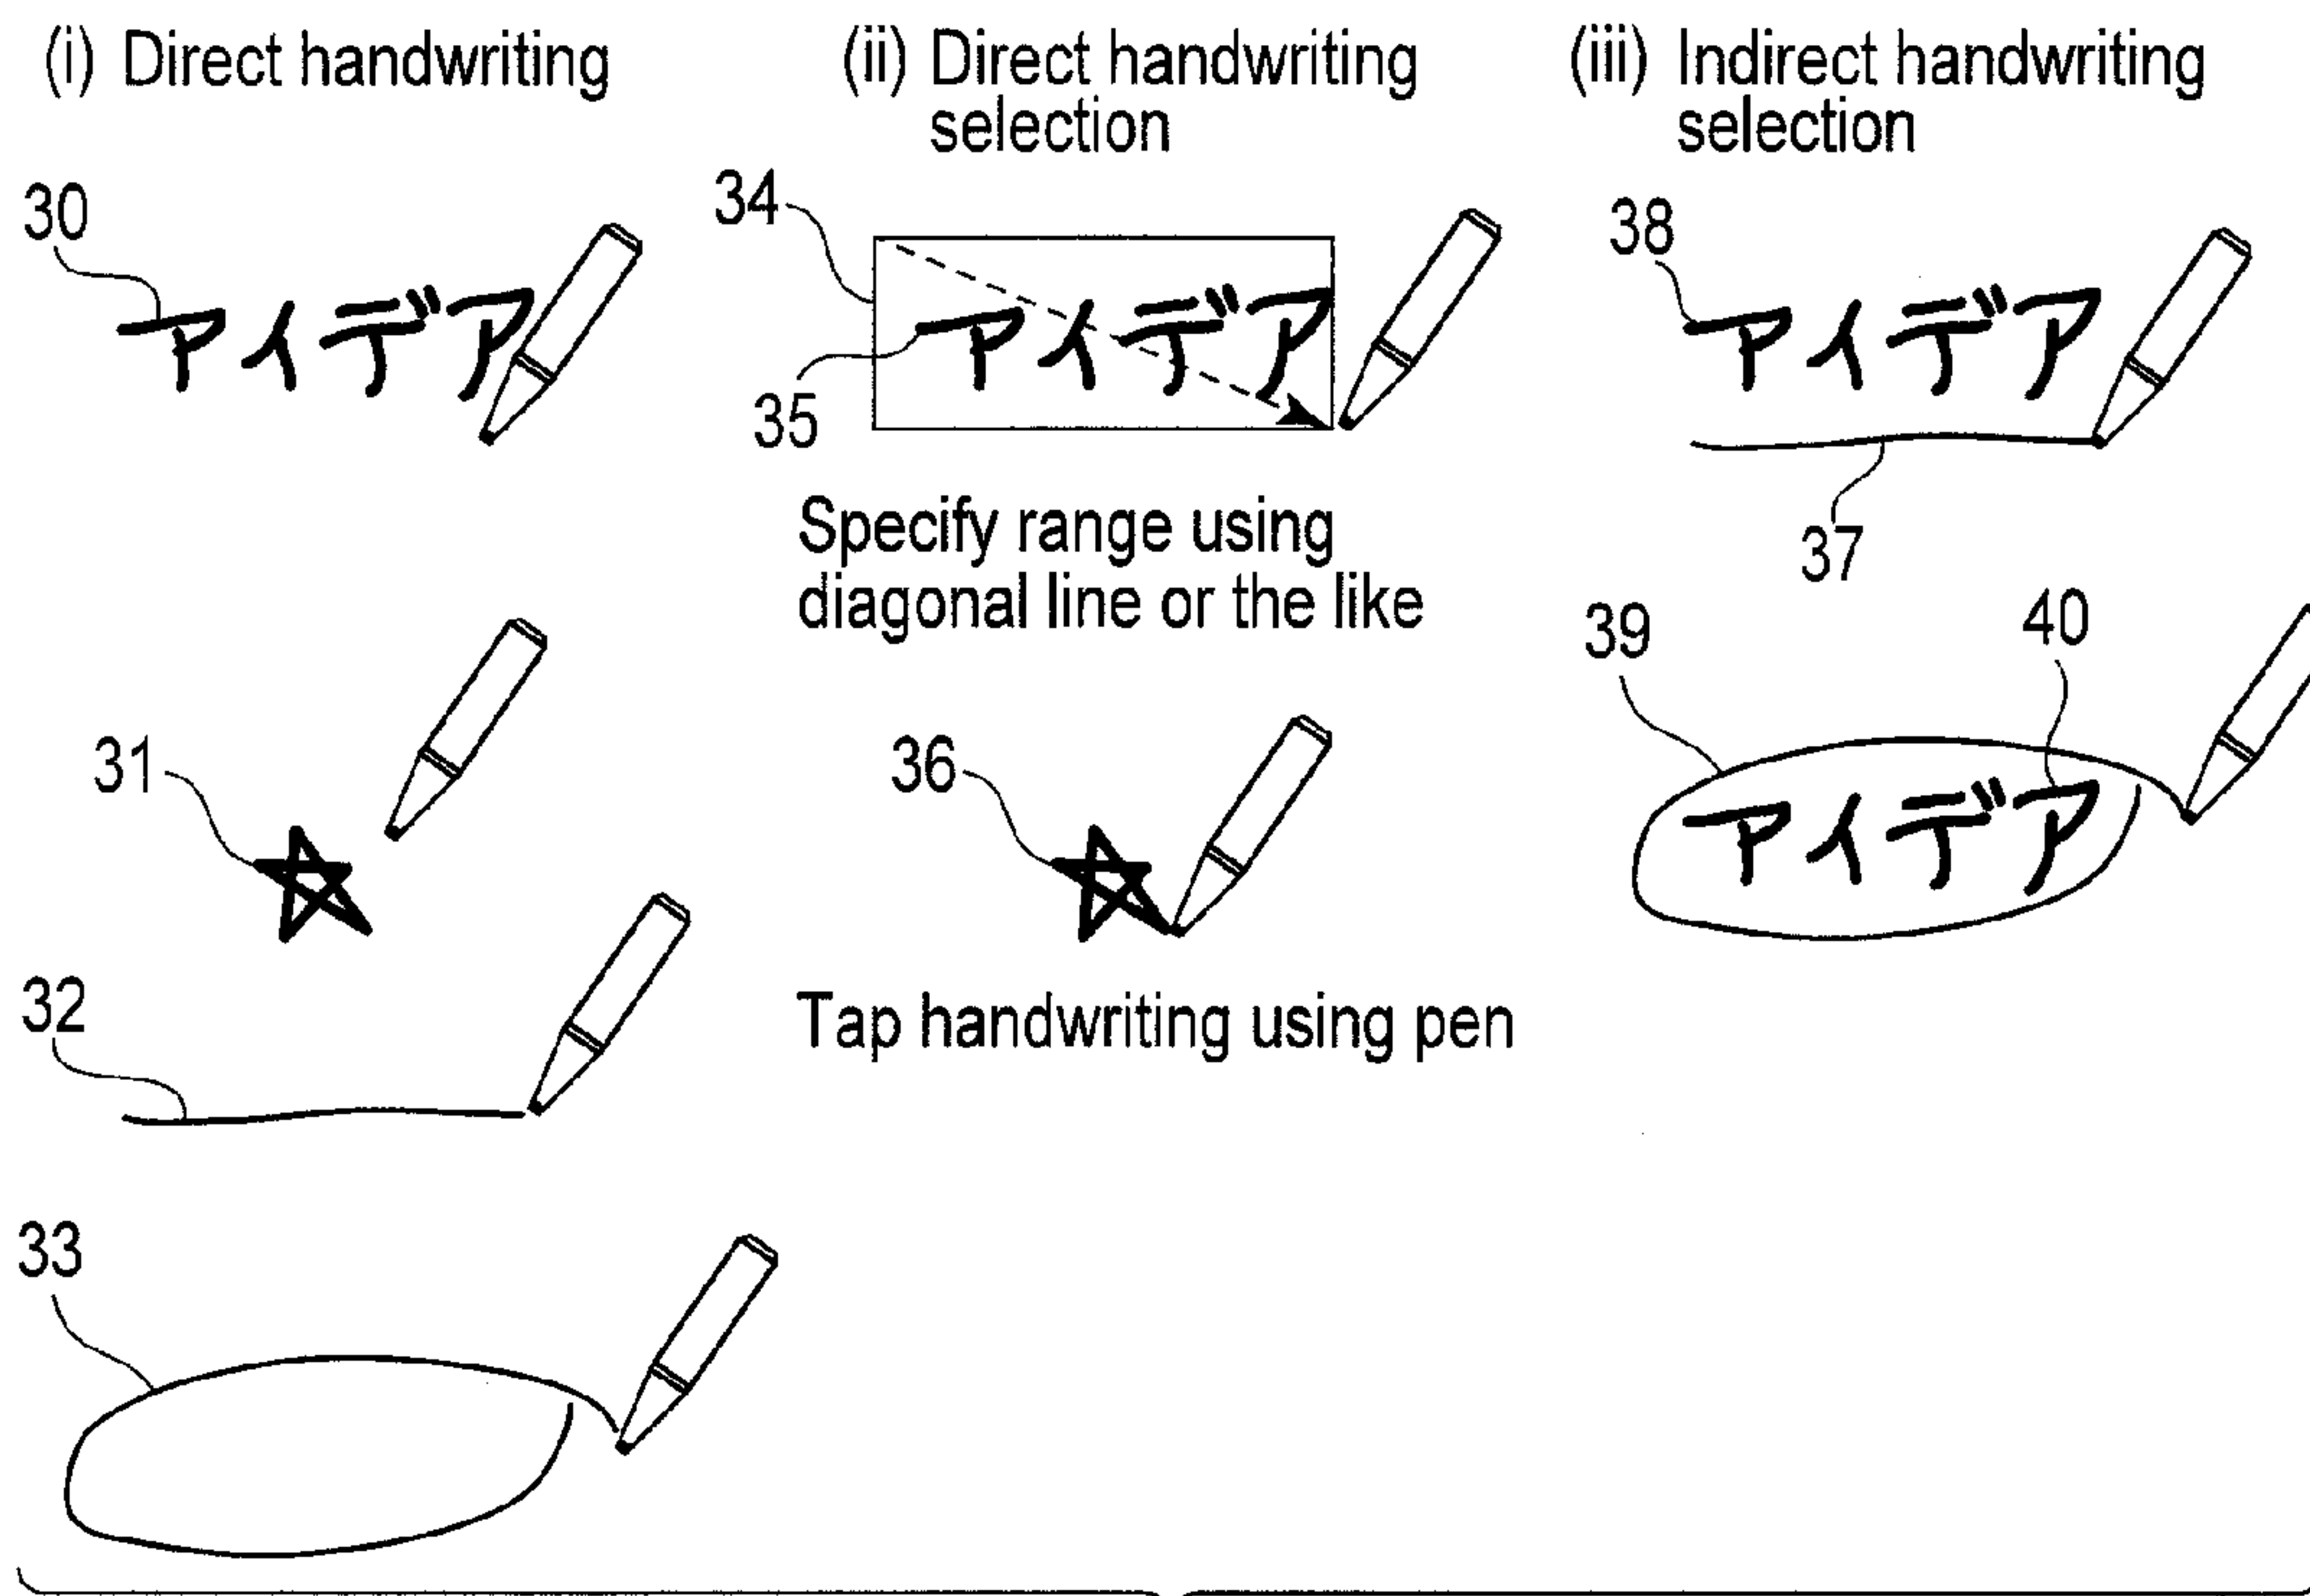 (i) Direct handwriting
(ii) Direct handwriting
selection
(iii) Indirect handwriting
selection
30
アイデア
34
アイデア
35
38
アイデア
37
Specify range using
diagonal line or the like
31
36
39
40
アイデア
32
Tap handwriting using pen
33